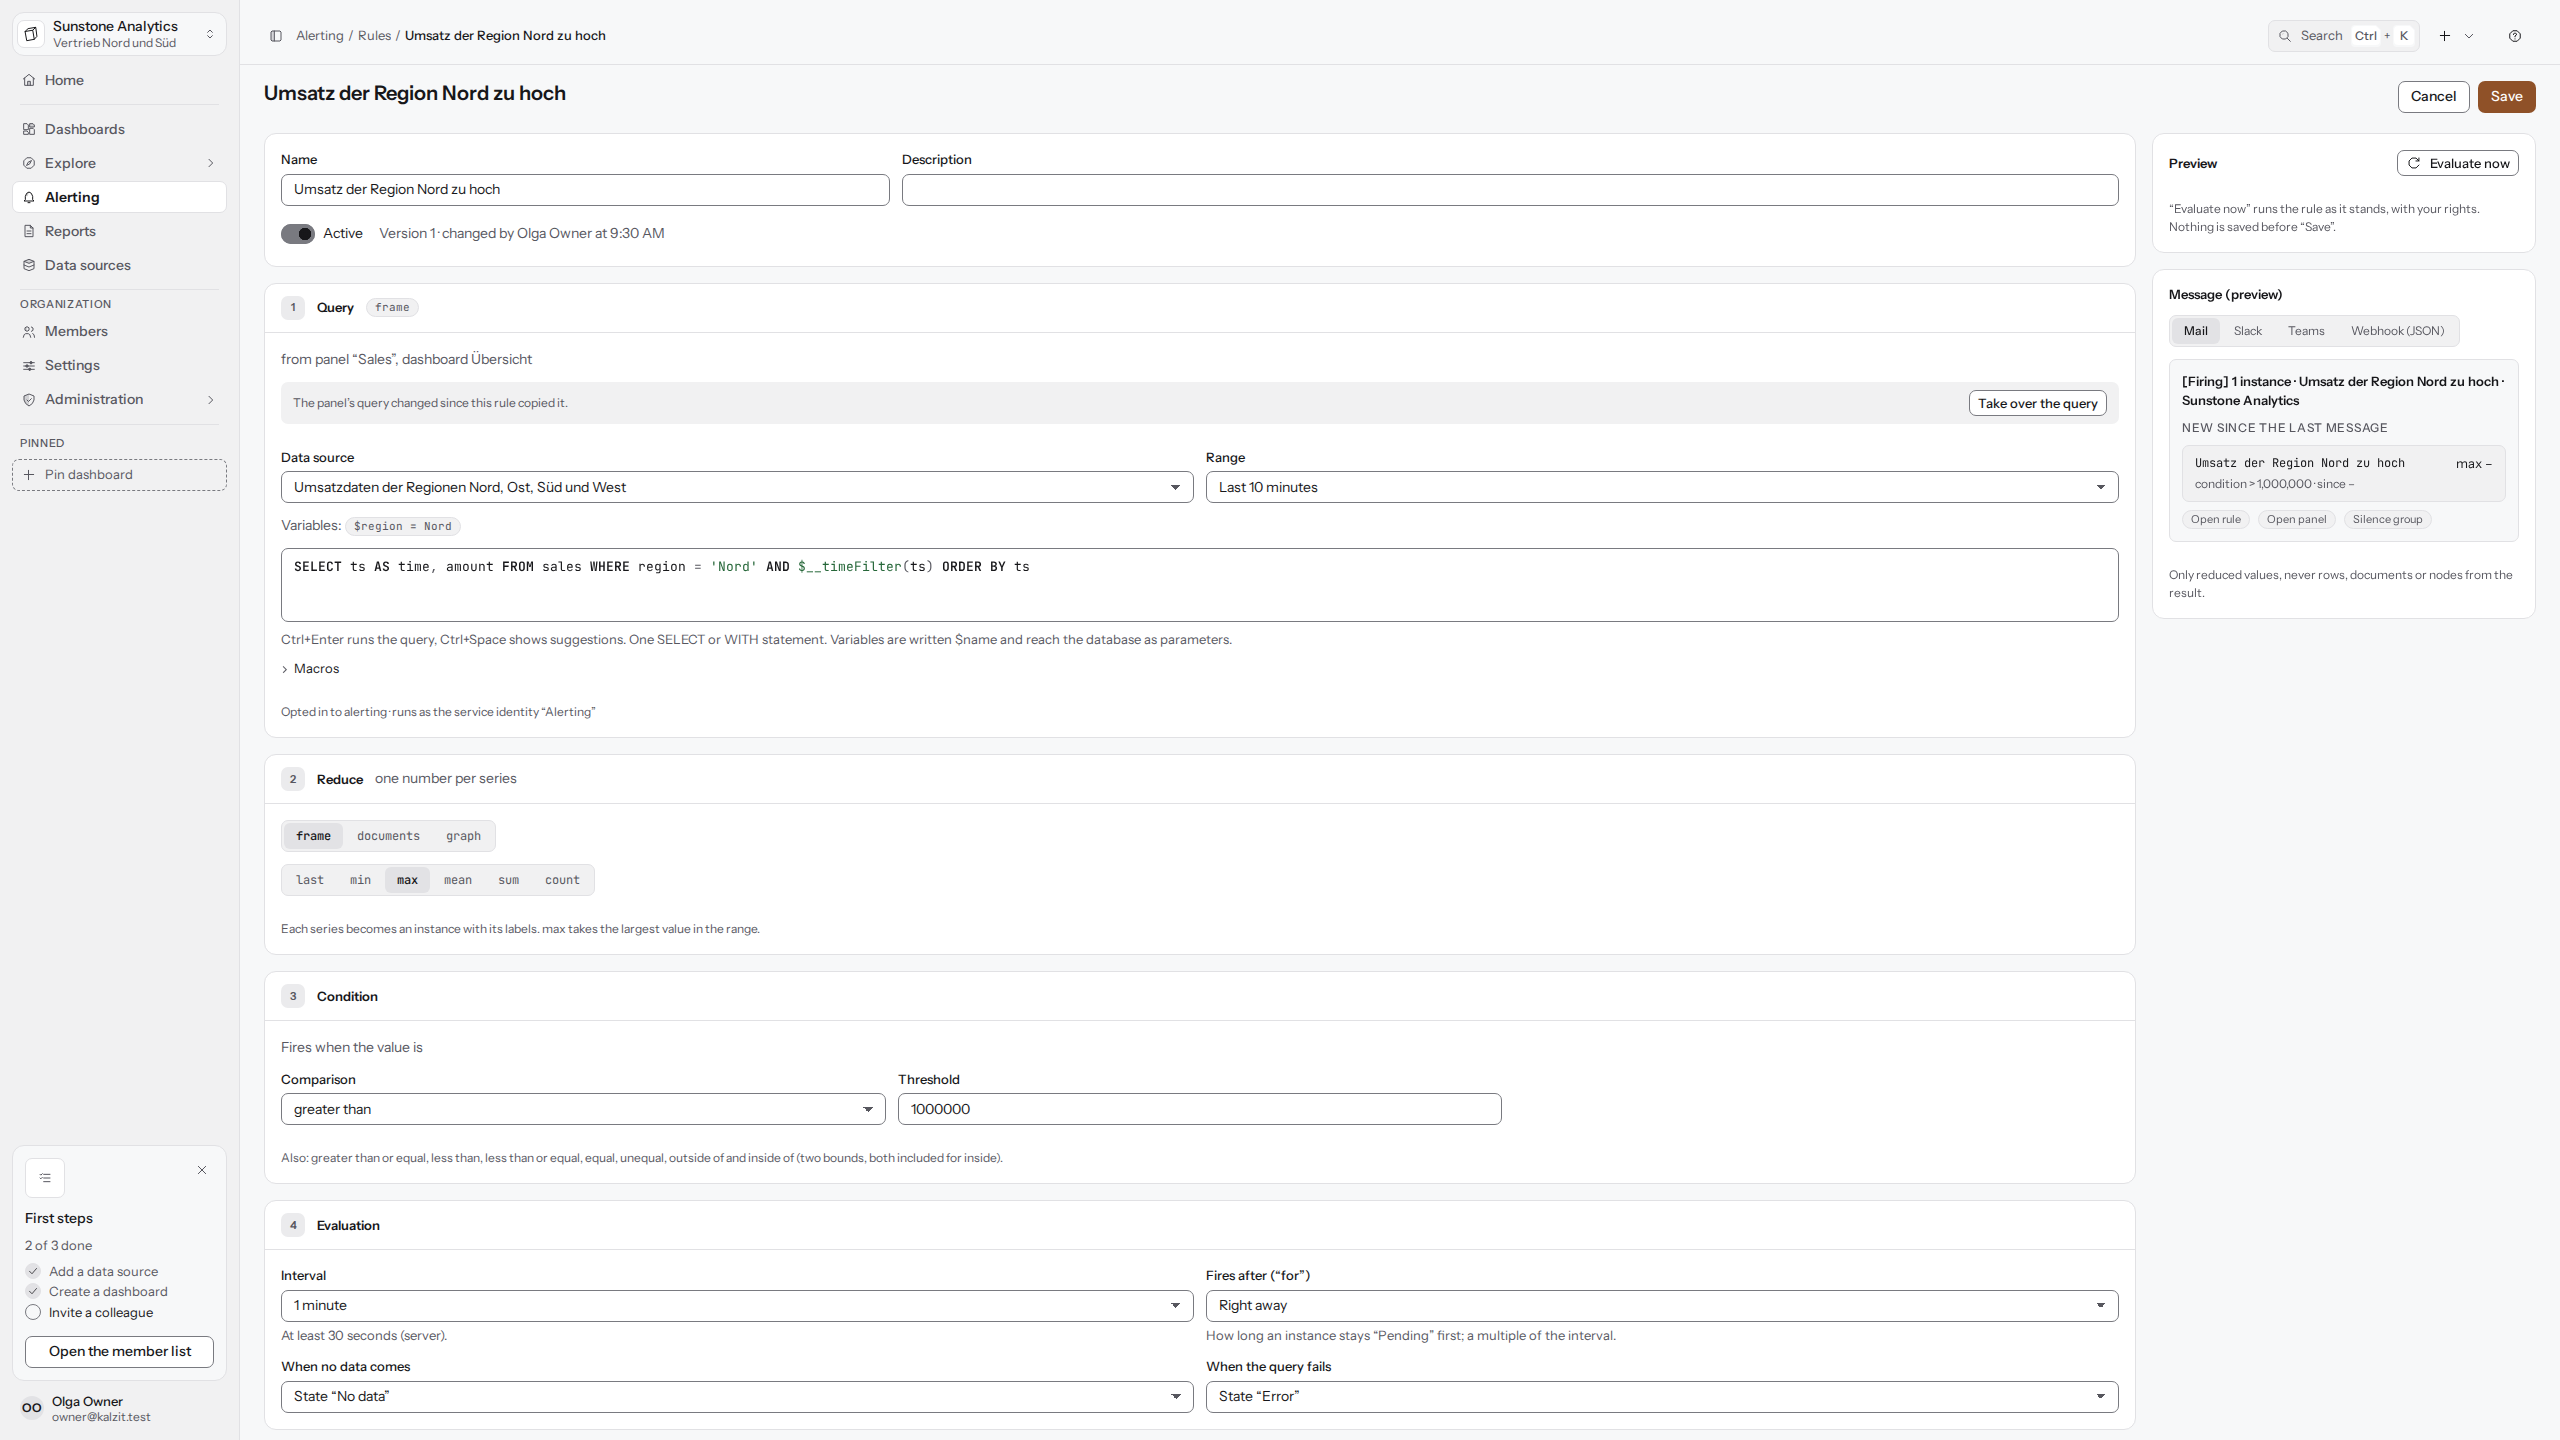 Sunstone Analytics
Vertrieb Nord und Süd
Home
Dashboards
Explore
Alerting
Reports
Data sources
ORGANIZATION
Members
Settings
Administration
PINNED
Pin dashboard
First steps
2 of 3 done
Add a data source
Create a dashboard
Invite a colleague
Open the member list
OO
Olga Owner
owner@kalzit.test
Alerting / Rules / Umsatz der Region Nord zu hoch
Search Ctrl + K
Umsatz der Region Nord zu hoch
Cancel
Save
Name
Umsatz der Region Nord zu hoch
Description
Active
Version 1 · changed by Olga Owner at 9:30 AM
1 Query frame
from panel “Sales”, dashboard Übersicht
The panel’s query changed since this rule copied it.
Take over the query
Data source
Umsatzdaten der Regionen Nord, Ost, Süd und West
Range
Last 10 minutes
Variables: $region = Nord
SELECT ts AS time, amount FROM sales WHERE region = 'Nord' AND $__timeFilter(ts) ORDER BY ts
Ctrl+Enter runs the query, Ctrl+Space shows suggestions. One SELECT or WITH statement. Variables are written $name and reach the database as parameters.
Macros
Opted in to alerting · runs as the service identity “Alerting”
2 Reduce one number per series
frame documents graph
last min max mean sum count
Each series becomes an instance with its labels. max takes the largest value in the range.
3 Condition
Fires when the value is
Comparison
greater than
Threshold
1000000
Also: greater than or equal, less than, less than or equal, equal, unequal, outside of and inside of (two bounds, both included for inside).
4 Evaluation
Interval
1 minute
At least 30 seconds (server).
Fires after (“for”)
Right away
How long an instance stays “Pending” first; a multiple of the interval.
When no data comes
State “No data”
When the query fails
State “Error”
Preview
Evaluate now
“Evaluate now” runs the rule as it stands, with your rights.
Nothing is saved before “Save”.
Message (preview)
Mail Slack Teams Webhook (JSON)
[Firing] 1 instance · Umsatz der Region Nord zu hoch ·
Sunstone Analytics
NEW SINCE THE LAST MESSAGE
Umsatz der Region Nord zu hoch max –
condition > 1,000,000 · since –
Open rule Open panel Silence group
Only reduced values, never rows, documents or nodes from the
result.